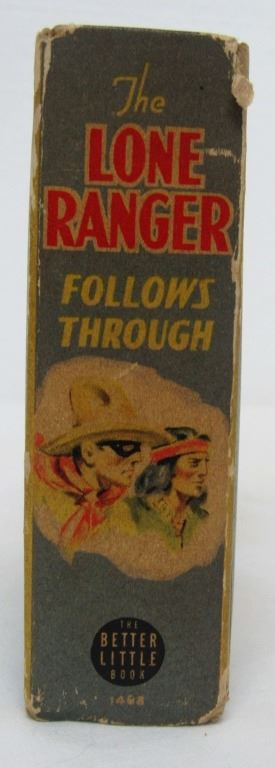 The
LONE
RANGER
FOLLOWS
THROUGH
THE
BETTER
LITTLE
BOOK
1468